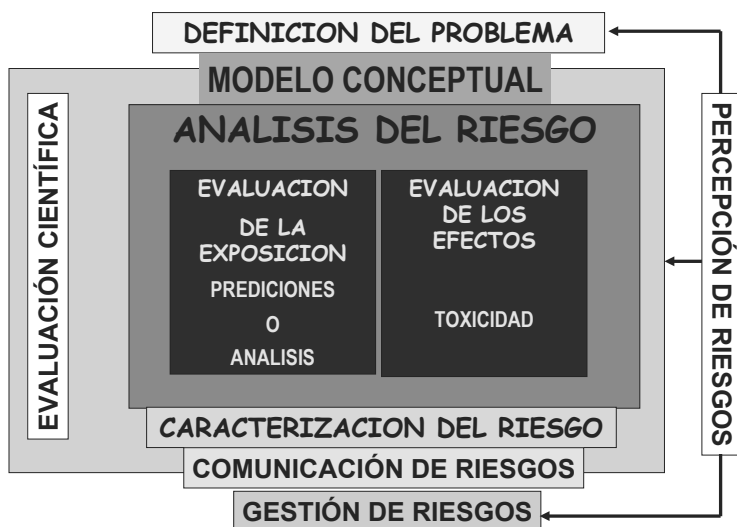 DEFINICION DEL PROBLEMA
MODELO CONCEPTUAL
ANALISIS DEL RIESGO
EVALUACION
DE LA
EXPOSICION
PREDICIONES
O
ANALISIS
EVALUACION
DE LOS
EFECTOS
TOXICIDAD
CARACTERIZACION DEL RIESGO
COMUNICACIÓN DE RIESGOS
GESTIÓN DE RIESGOS
EVALUACIÓN CIENTÍFICA
PERCEPCIÓN DE RIESGOS